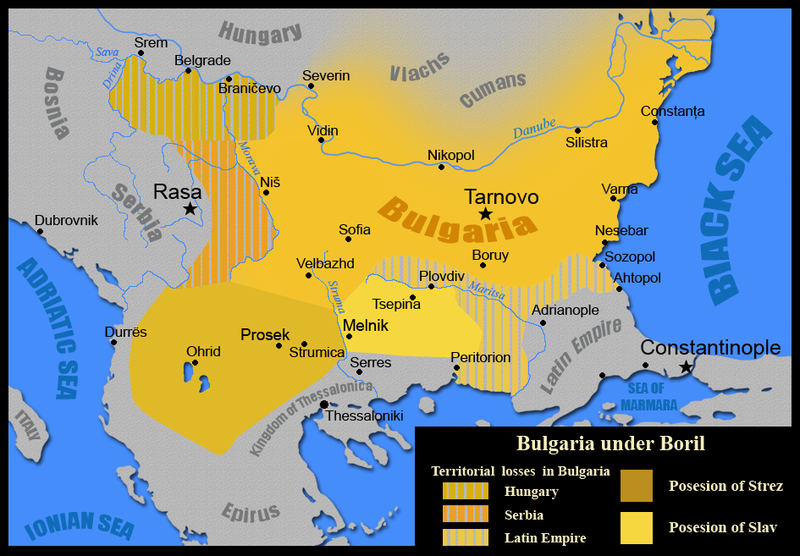 Hungary
Srem
Sava
Belgrade
Drina
Severin
Vlachs
Braničevo
Cumans
Bosnia
Constanța
Vidin
Danube
Silistra
BlACK SEA
Morava
Nikopol
Rasa
Niš
Serbia
Tarnovo
Varna
Bulgaria
Dubrovnik
Sofia
Nesebar
Boruy
Sozopol
Velbazhd
Plovdiv
Ahtopol
ADRIATIC SEA
Struma
Maritsa
Tsepina
Adrianople
Durrës
Prosek
Melnik
Latin Empire
Ohrid
Strumica
Constantinople
Serres
Peritorion
Kingdom of Thessalonica
SEA OF
MARMARA
ITALY
Thessaloniki
Epirus
IONIAN SEA
Bulgaria under Boril
Territorial losses in Bulgaria
Hungary
Serbia
Latin Empire
Posesion of Strez
Posesion of Slav